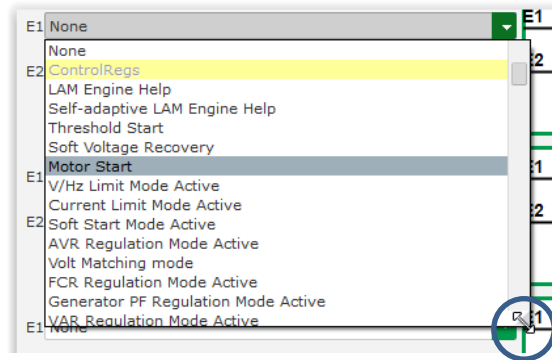 E1 None
E1
None
E2
E2 ControlRegs
LAM Engine Help
Self-adaptive LAM Engine Help
Threshold Start
Soft Voltage Recovery
Motor Start
E1
E1
V/Hz Limit Mode Active
Current Limit Mode Active
E2
E2 Soft Start Mode Active
AVR Regulation Mode Active
Volt Matching mode
FCR Regulation Mode Active
Generator PF Regulation Mode Active
VAR Regulation Mode Active
E1
E1 None